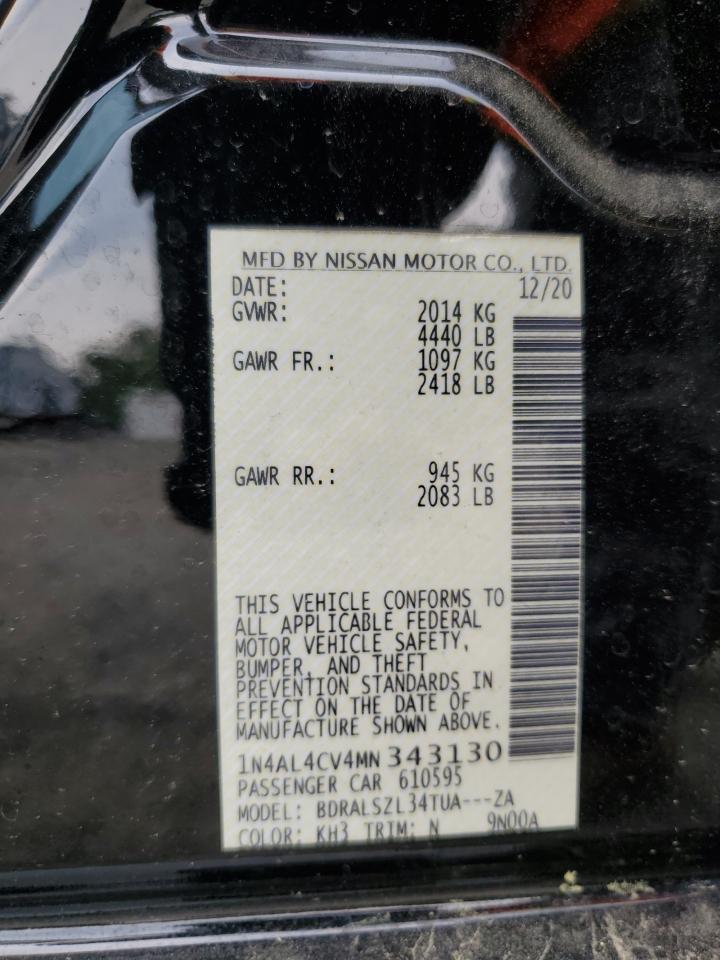 MFD BY NISSAN MOTOR CO., LTD.
DATE: 12/20
GVWR: 2014 KG
4440 LB
GAWR FR.: 1097 KG
2418 LB
GAWR RR.: 945 KG
2083 LB
THIS VEHICLE CONFORMS TO
ALL APPLICABLE FEDERAL
MOTOR VEHICLE SAFETY,
BUMPER, AND THEFT
PREVENTION STANDARDS IN
EFFECT ON THE DATE OF
MANUFACTURE SHOWN ABOVE.
1N4AL4CV4MN 343130
PASSENGER CAR 610595
MODEL: BDRALSZL34TUA---ZA
COLOR: KH3 TRIM: N 9N00A